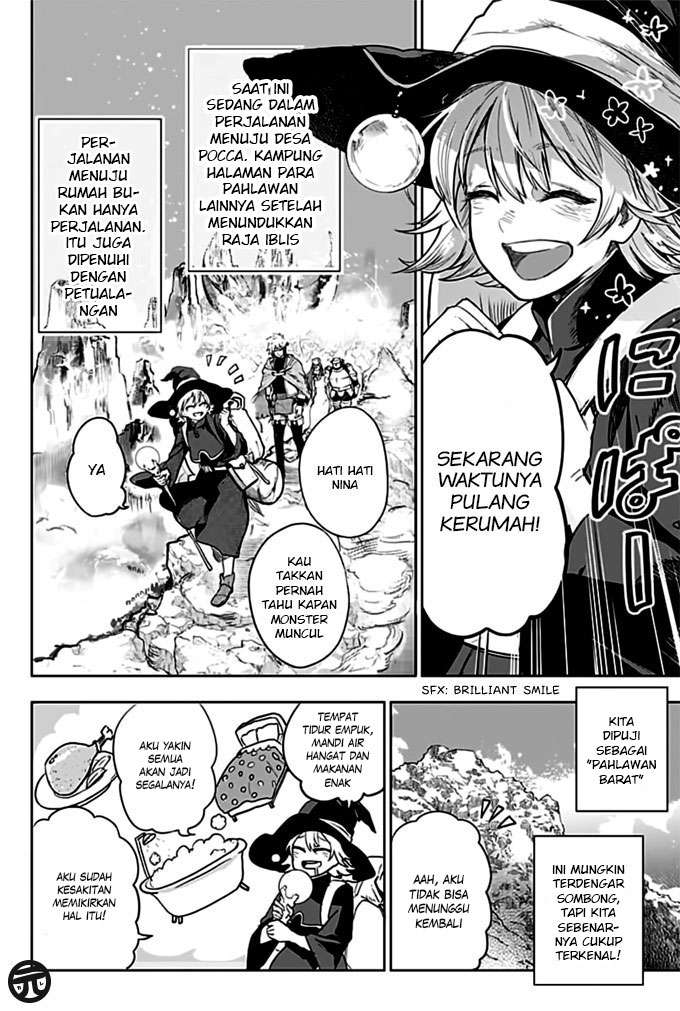 SEKARANG
WAKTUNYA
PULANG
KERUMAH!
にぱー
SFX: BRILLIANT SMILE
SAAT INI
SEDANG DALAM
PERJALANAN
MENUJU DESA
POCCA. KAMPUNG
HALAMAN PARA
PAHLAWAN
LAINNYA SETELAH
MENUNDUKKAN
RAJA IBLIS
PER-
JALANAN
MENUJU
RUMAH BU-
KAN HANYA
PERJALANAN.
ITU JUGA
DIPENUHI
DENGAN
PETUALA-
NGAN
HATI HATI
NINA
YA
KAU
TAKKAN
PERNAH
TAHU KAPAN
MONSTER
MUNCUL
KITA
DIPUJI
SEBAGAI
"PAHLAWAN
BARAT"
INI MUNGKIN
TERDENGAR
SOMBONG,
TAPI KITA
SEBENAR-
NYA CUKUP
TERKENAL!
AAH, AKU
TIDAK BISA
MENUNGGU
KEMBALI
TEMPAT
TIDUR EMPUK,
MANDI AIR
HANGAT DAN
MAKANAN
ENAK
AKU YAKIN
SEMUA
AKAN JADI
SEGALANYA!
AKU SUDAH
KESAKITAN
MEMIKIRKAN
HAL ITU!